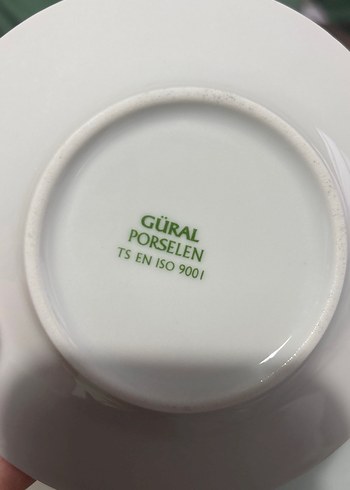 GÜRAL
PORSELEN
TS EN ISO 9001